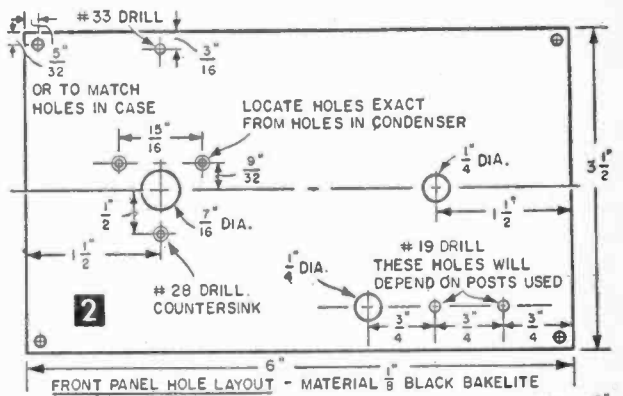 #33 DRILL
5"
32
3"
16
OR TO MATCH
HOLES IN CASE
LOCATE HOLES EXACT
FROM HOLES IN CONDENSER
15"
16
9"
32
1"
4 DIA.
3 1"
2
1"
2
7"
16 DIA.
1 1"
2
1 1"
2
#28 DRILL
COUNTERSINK
1"
4 DIA.
#19 DRILL
THESE HOLES WILL
DEPEND ON POSTS USED
2
3
4
3"
4
3
4
6"
FRONT PANEL HOLE LAYOUT - MATERIAL 1" 8 BLACK BAKELITE